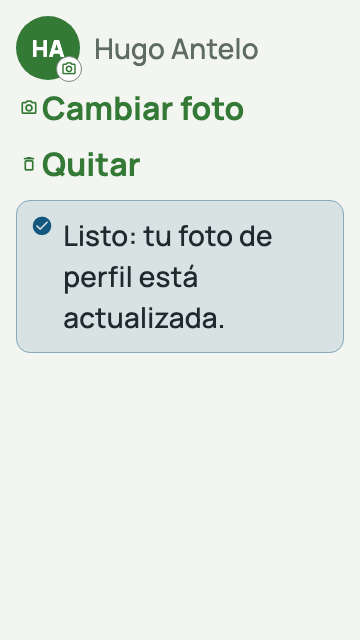 HA
Hugo Antelo
Cambiar foto
Quitar
Listo: tu foto de
perfil está
actualizada.